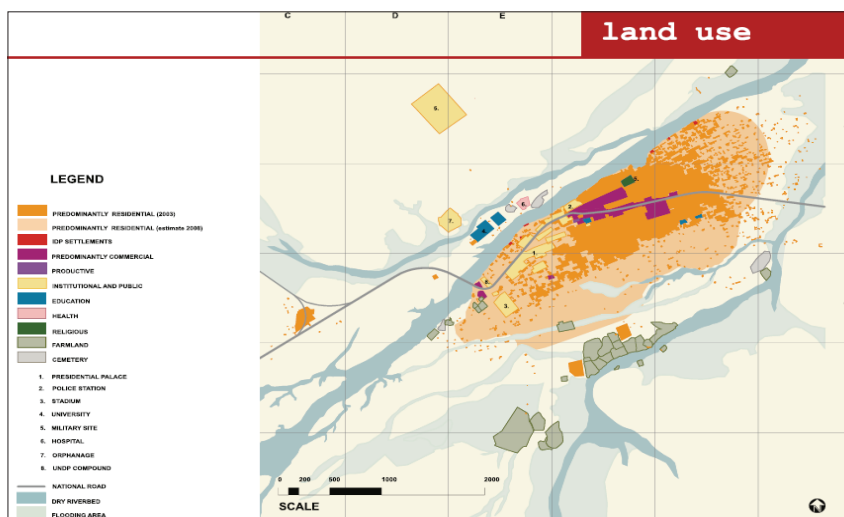 C D E
land use
LEGEND
PREDOMINANTLY RESIDENTIAL (2003)
PREDOMINANTLY RESIDENTIAL (estimate 2006)
IDP SETTLEMENTS
PREDOMINANTLY COMMERCIAL
PRODUCTIVE
INSTITUTIONAL AND PUBLIC
EDUCATION
HEALTH
RELIGIOUS
FARMLAND
CEMETERY
1. PRESIDENTIAL PALACE
2. POLICE STATION
3. STADIUM
4. UNIVERSITY
5. MILITARY SITE
6. HOSPITAL
7. ORPHANAGE
8. UNDP COMPOUND
NATIONAL ROAD
DRY RIVERBED
FLOODING AREA
5.
7.
6.
4.
2.
1.
8.
3.
0 200 500 1000 2000
SCALE